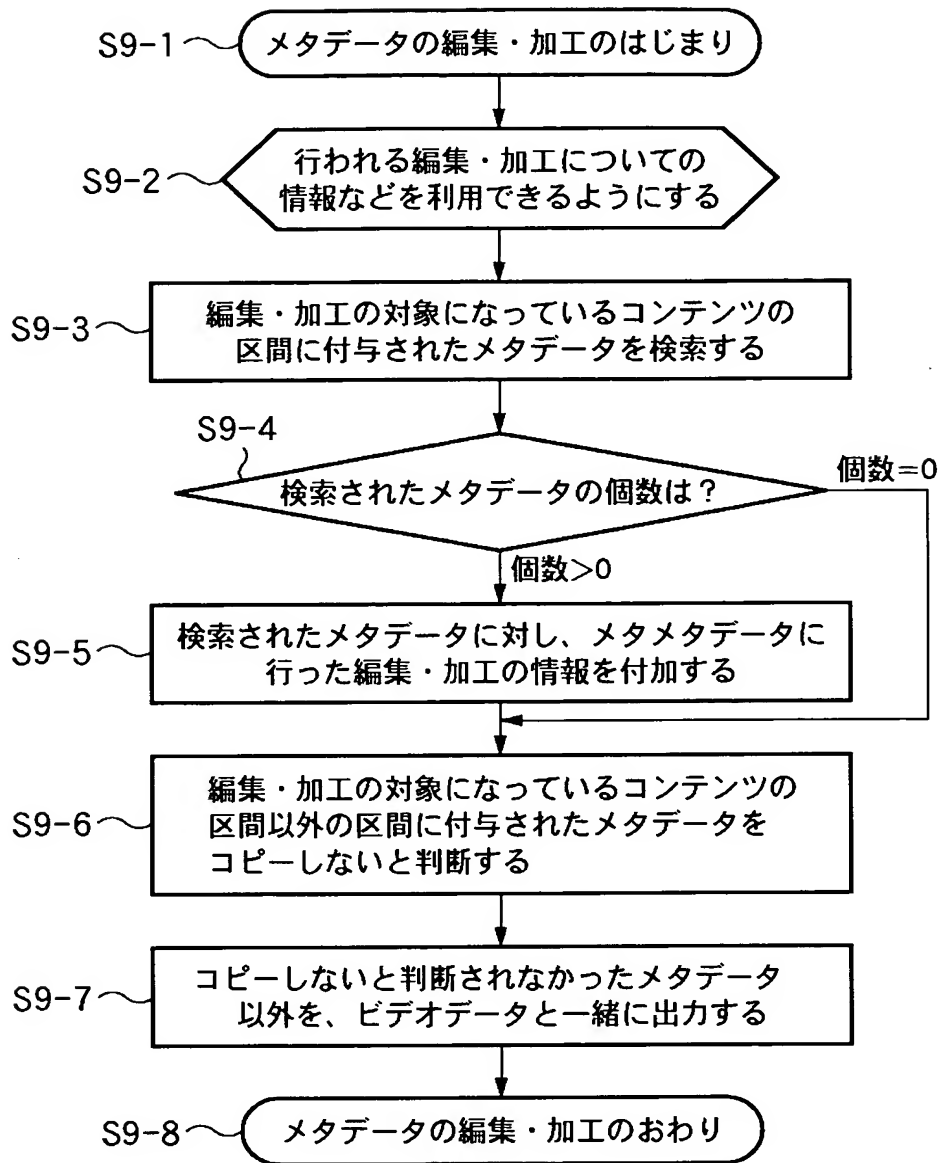 S9-1
メタデータの編集・加工のはじまり
S9-2
行われる編集・加工についての
情報などを利用できるようにする
S9-3
編集・加工の対象になっているコンテンツの
区間に付与されたメタデータを検索する
S9-4
検索されたメタデータの個数は？
個数=0
個数>0
S9-5
検索されたメタデータに対し、メタメタデータに
行った編集・加工の情報を付加する
S9-6
編集・加工の対象になっているコンテンツの
区間以外の区間に付与されたメタデータを
コピーしないと判断する
S9-7
コピーしないと判断されなかったメタデータ
以外を、ビデオデータと一緒に出力する
S9-8
メタデータの編集・加工のおわり